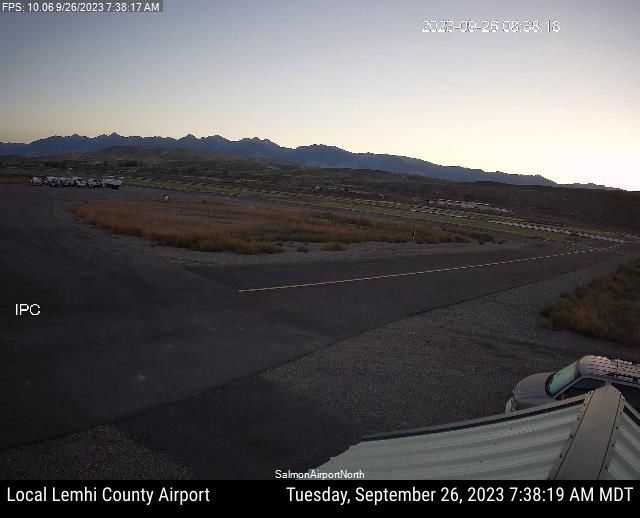 FPS: 10.06 9/26/2023 7:38:17 AM
2023-09-26 08:38:18
IPC
SalmonAirportNorth
Local Lemhi County Airport Tuesday, September 26, 2023 7:38:19 AM MDT